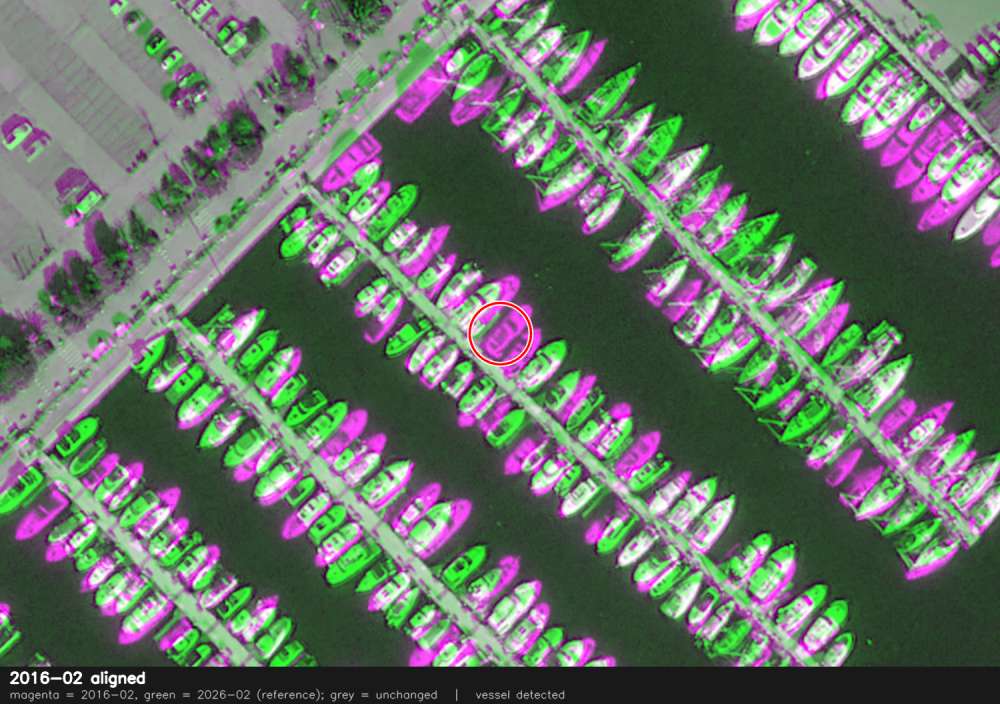 2016-02 aligned
magenta = 2016-02, green = 2026-02 (reference); grey = unchanged | vessel detected